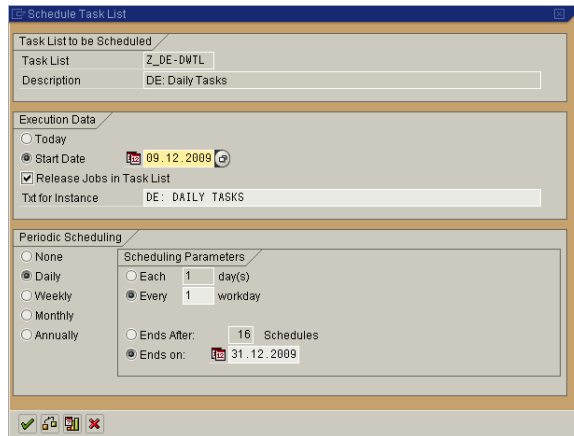 Schedule Task List
Task List to be Scheduled
Task List Z_DE-DWTL
Description DE: Daily Tasks
Execution Data
Today
Start Date 09.12.2009
Release Jobs in Task List
Txt for Instance DE: DAILY TASKS
Periodic Scheduling
None Scheduling Parameters
Daily Each 1 day(s)
Weekly Every 1 workday
Monthly
Annually Ends After: 16 Schedules
Ends on: 31.12.2009